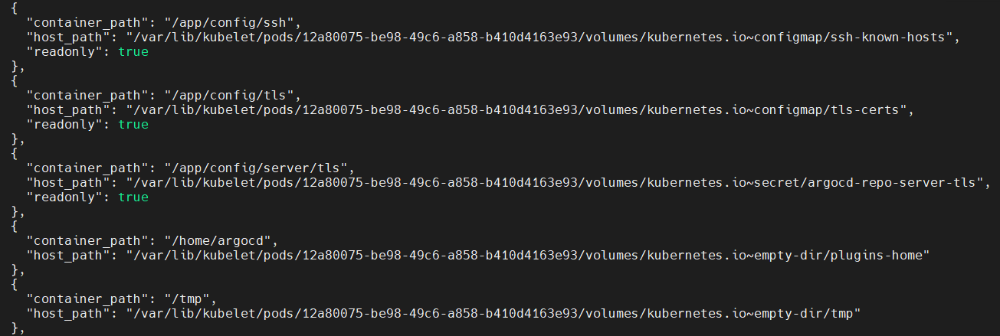 {
"container_path": "/app/config/ssh",
"host_path": "/var/lib/kubelet/pods/12a80075-be98-49c6-a858-b410d4163e93/volumes/kubernetes.io~configmap/ssh-known-hosts",
"readonly": true
},
{
"container_path": "/app/config/tls",
"host_path": "/var/lib/kubelet/pods/12a80075-be98-49c6-a858-b410d4163e93/volumes/kubernetes.io~configmap/tls-certs",
"readonly": true
},
{
"container_path": "/app/config/server/tls",
"host_path": "/var/lib/kubelet/pods/12a80075-be98-49c6-a858-b410d4163e93/volumes/kubernetes.io~secret/argocd-repo-server-tls",
"readonly": true
},
{
"container_path": "/home/argocd",
"host_path": "/var/lib/kubelet/pods/12a80075-be98-49c6-a858-b410d4163e93/volumes/kubernetes.io~empty-dir/plugins-home"
},
{
"container_path": "/tmp",
"host_path": "/var/lib/kubelet/pods/12a80075-be98-49c6-a858-b410d4163e93/volumes/kubernetes.io~empty-dir/tmp"
},